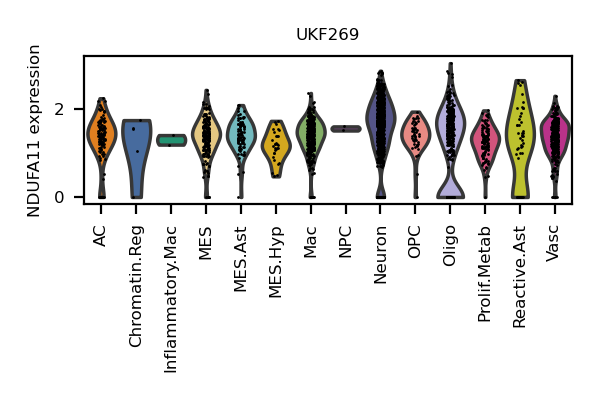 UKF269
NDUFA11 expression
2
0
AC
Chromatin.Reg
Inflammatory.Mac
MES
MES.Ast
MES.Hyp
Mac
NPC
Neuron
OPC
Oligo
Prolif.Metab
Reactive.Ast
Vasc